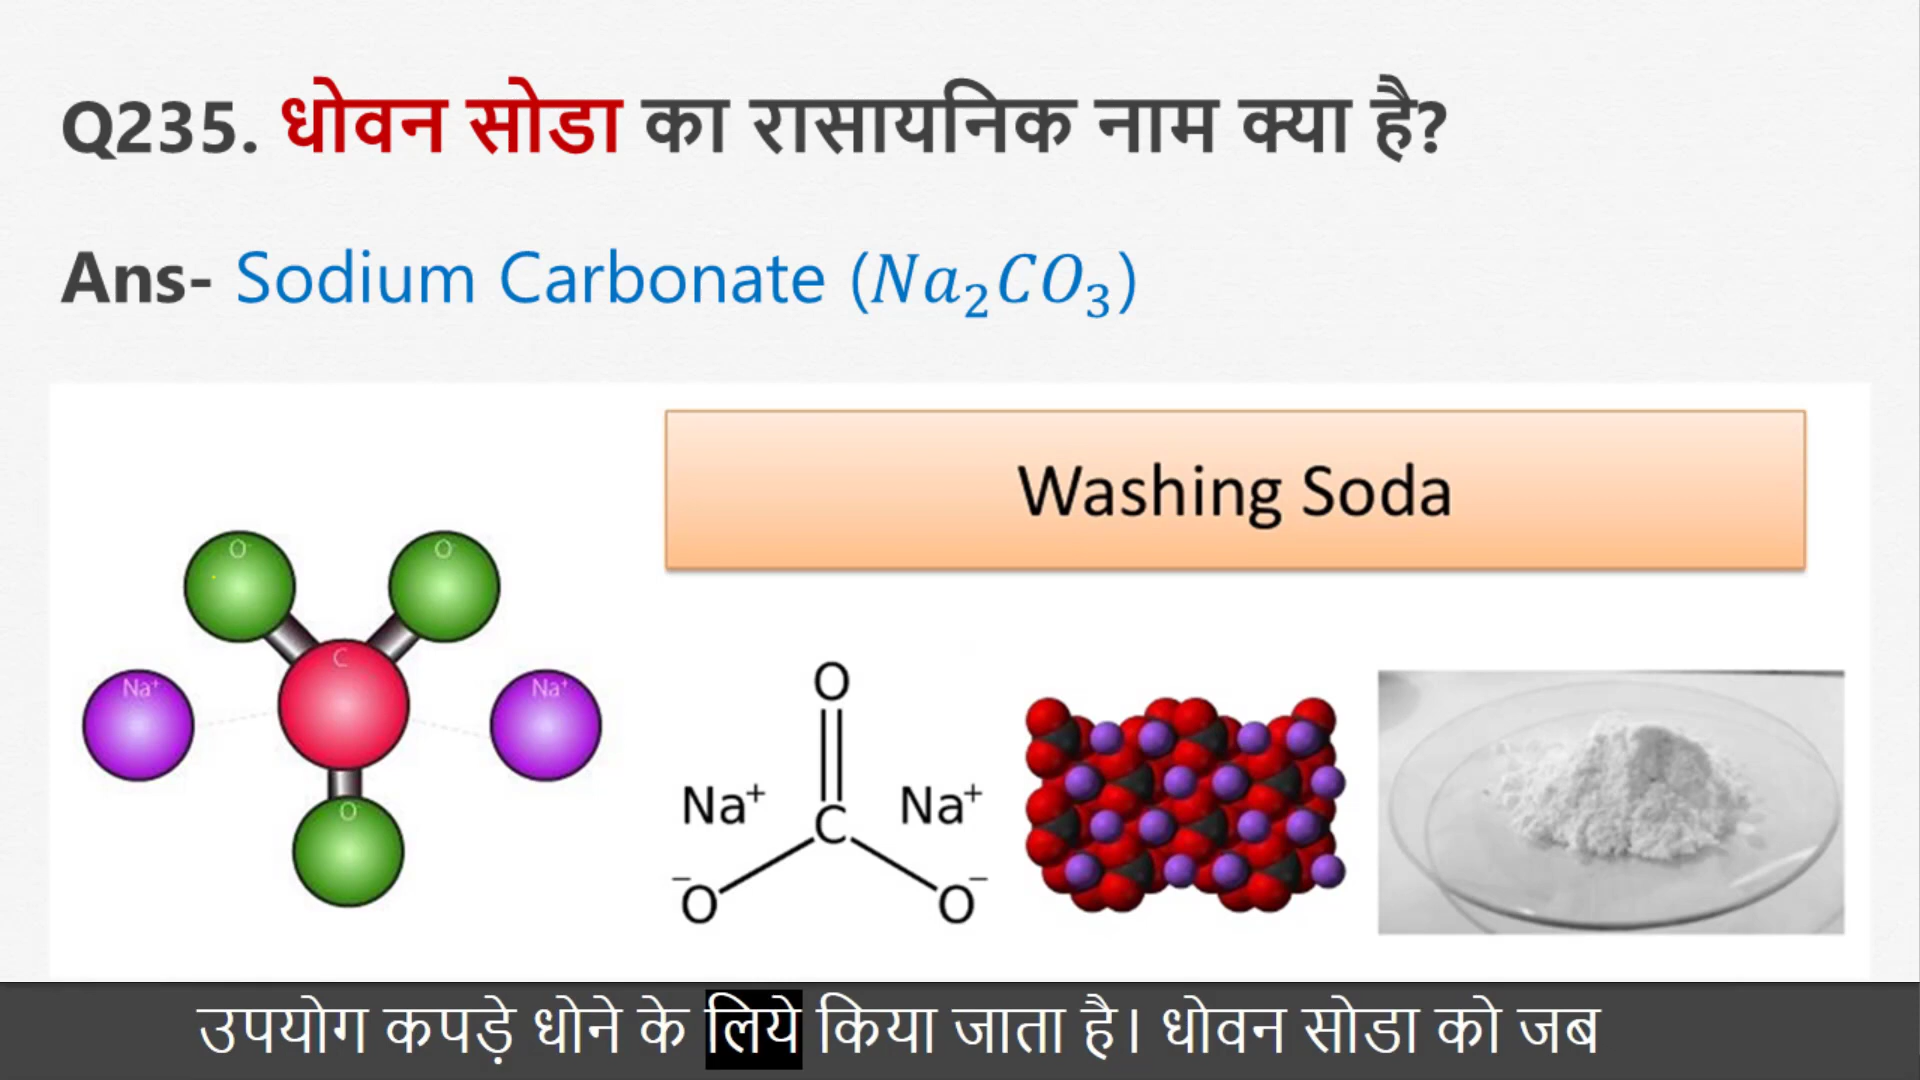 Q235. धोवन सोडा का रासायनिक नाम क्या है?
Ans- Sodium Carbonate (Na₂CO₃)
Washing Soda
O⁻ O⁻
C
Na⁺ Na⁺
O⁻
O
Na⁺ Na⁺
C
⁻O O⁻
उपयोग कपड़े धोने के लिये किया जाता है। धोवन सोडा को जब